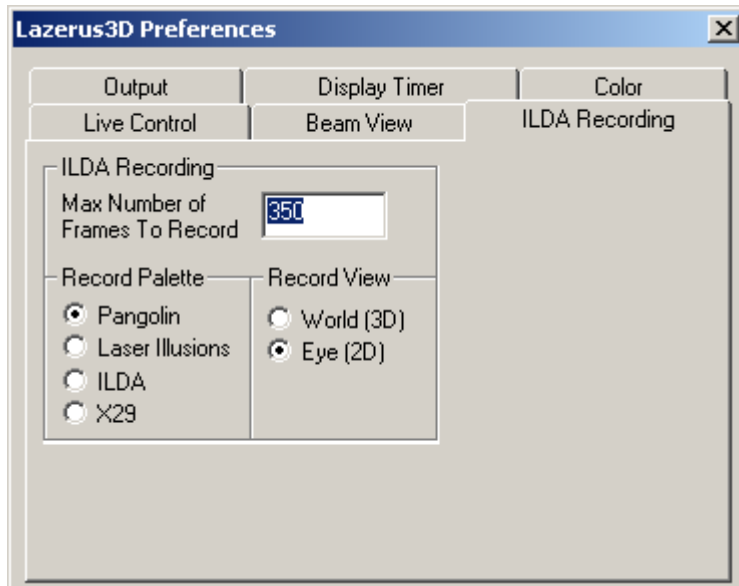 Lazerus3D Preferences
Output
Display Timer
Color
Live Control
Beam View
ILDA Recording
ILDA Recording
Max Number of
Frames To Record
350
Record Palette
Pangolin
Laser Illusions
ILDA
X29
Record View
World (3D)
Eye (2D)